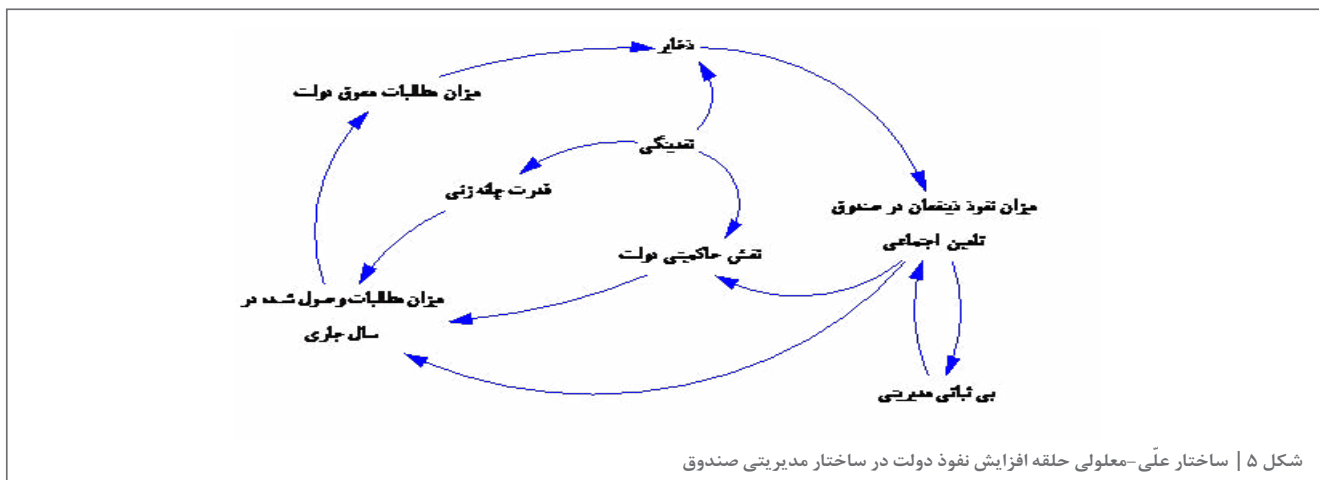 ذخایر
میزان مطالبات معوق دولت
نقدینگی
قدرت چانه زنی
میزان نفوذ ذینفعان در صندوق
تامین اجتماعی
نقش حاکمیتی دولت
میزان مطالبات وصول شده در
سال جاری
بی ثباتی مدیریتی
شکل ۵ | ساختار علّی-معلولی حلقه افزایش نفوذ دولت در ساختار مدیریتی صندوق